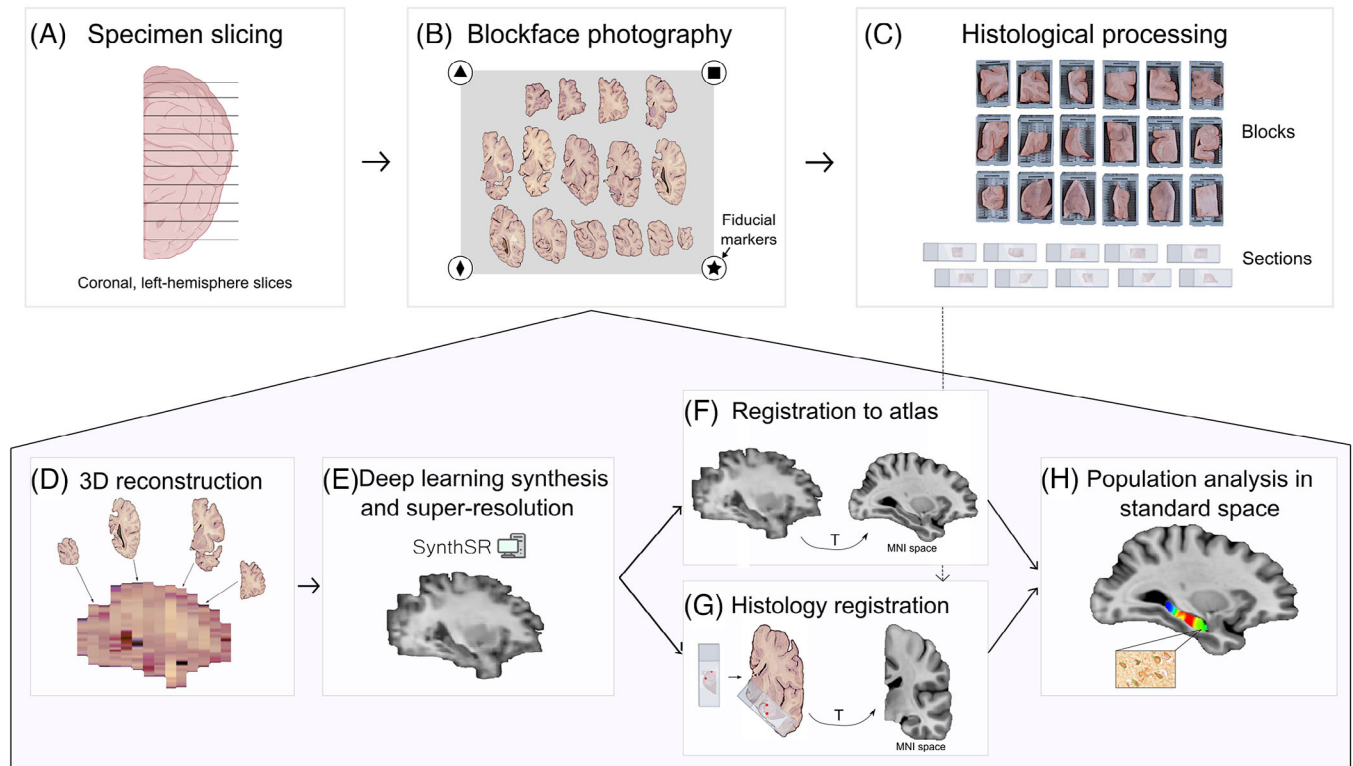 (A) Specimen slicing
Coronal, left-hemisphere slices
(B) Blockface photography
Fiducial
markers
(C) Histological processing
Blocks
Sections
(D) 3D reconstruction
(E) Deep learning synthesis
and super-resolution
SynthSR
(F) Registration to atlas
T
MNI space
(G) Histology registration
T
MNI space
(H) Population analysis in
standard space